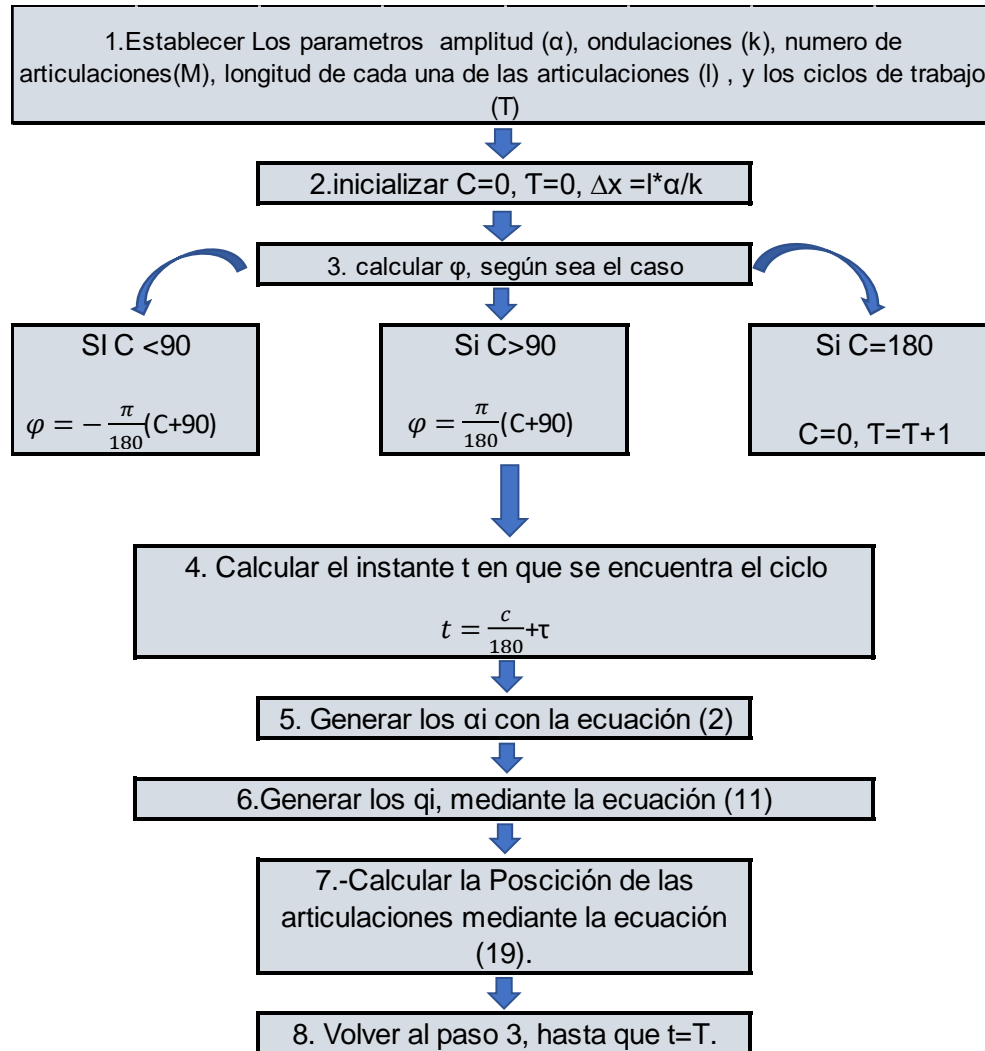 1.Establecer Los parametros amplitud (α), ondulaciones (k), numero de
articulaciones(M), longitud de cada una de las articulaciones (l) , y los ciclos de trabajo
(T)
2.inicializar C=0, Ƭ=0, ∆x =l*α/k
3. calcular φ, según sea el caso
SI C <90
𝜑 = −𝜋/180(C+90)
Si C>90
𝜑 = 𝜋/180(C+90)
Si C=180
C=0, Ƭ=Ƭ+1
4. Calcular el instante t en que se encuentra el ciclo
𝑡 = 𝑐/180+τ
5. Generar los αi con la ecuación (2)
6.Generar los qi, mediante la ecuación (11)
7.-Calcular la Poscición de las
articulaciones mediante la ecuación
(19).
8. Volver al paso 3, hasta que t=T.